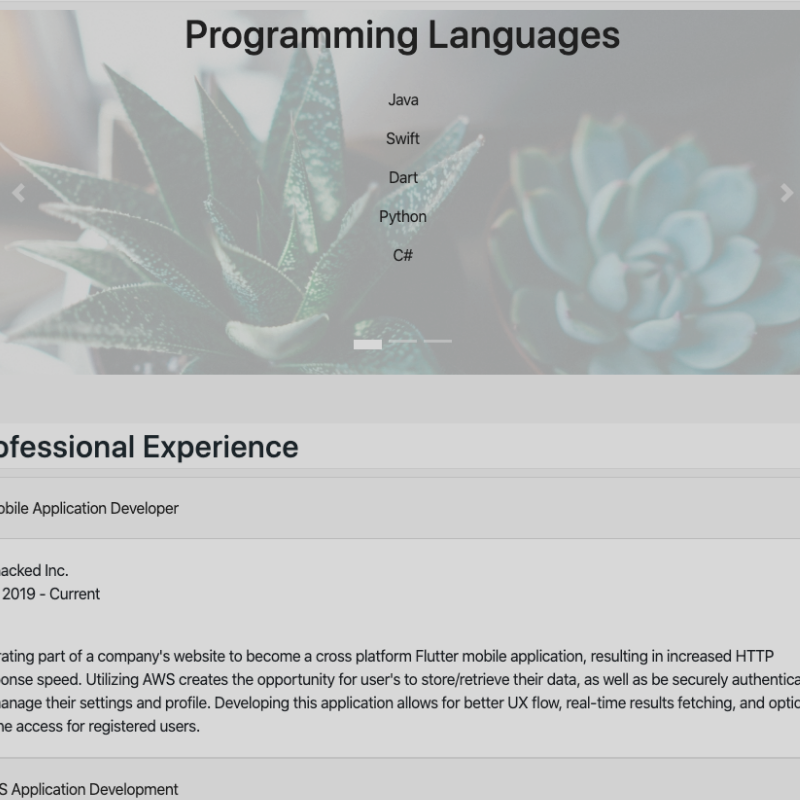 Programming Languages
Java
Swift
Dart
Python
C#
ofessional Experience
obile Application Developer
acked Inc.
2019 - Current
rating part of a company's website to become a cross platform Flutter mobile application, resulting in increased HTTP
onse speed. Utilizing AWS creates the opportunity for user's to store/retrieve their data, as well as be securely authentica
anage their settings and profile. Developing this application allows for better UX flow, real-time results fetching, and optio
ne access for registered users.
S Application Development